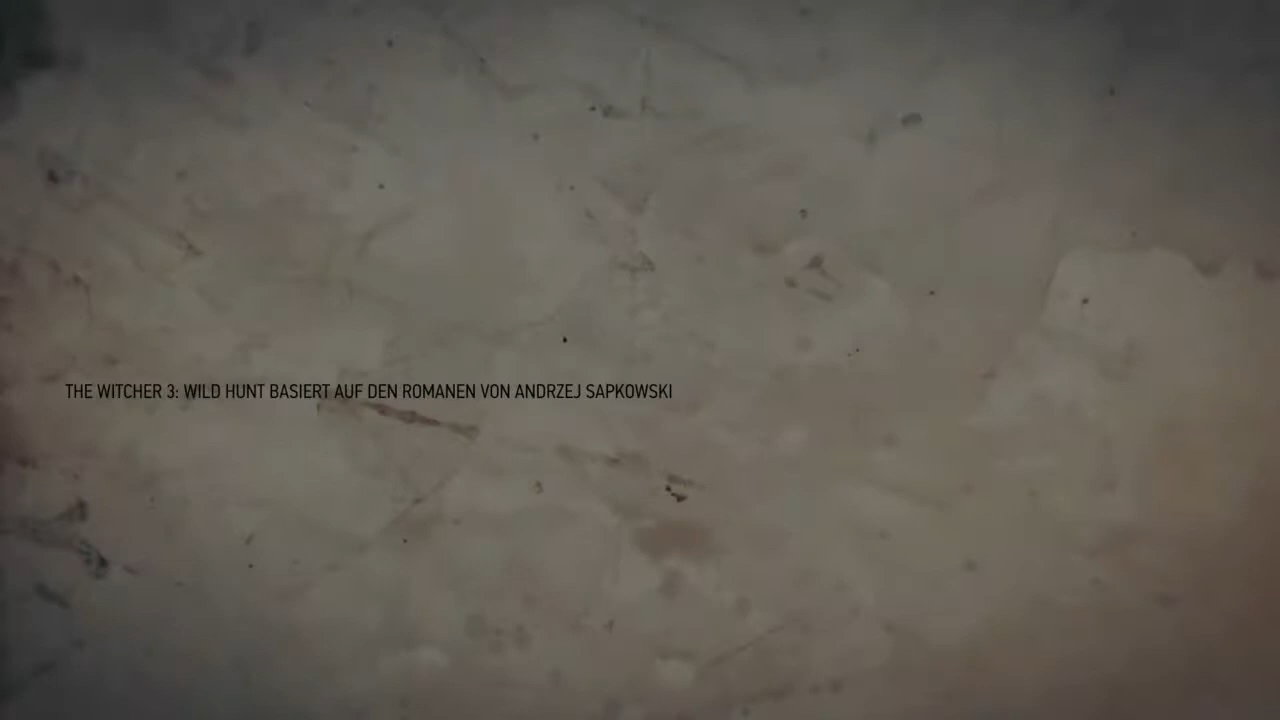 THE WITCHER 3: WILD HUNT BASIERT AUF DEN ROMANEN VON ANDRZEJ SAPKOWSKI